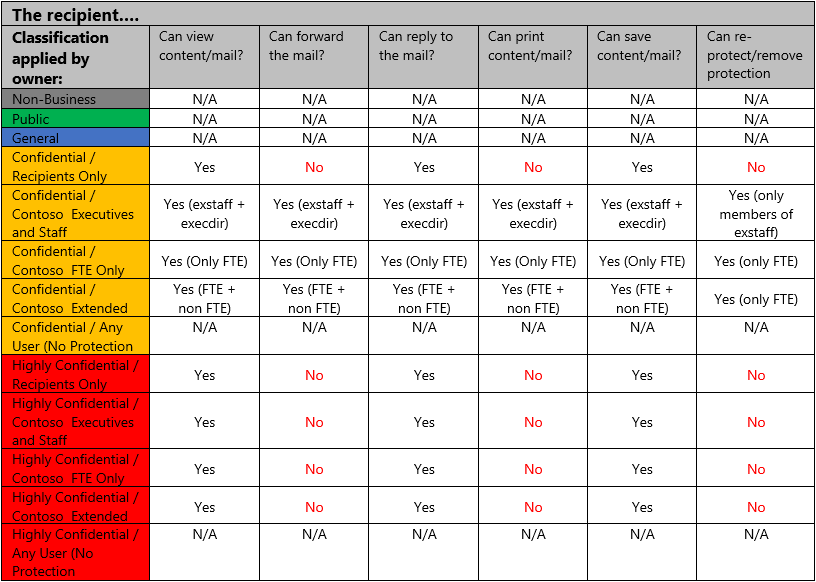 The recipient....
Classification applied by owner:
Can view content/mail?
Can forward the mail?
Can reply to the mail?
Can print content/mail?
Can save content/mail?
Can re-protect/remove protection
Non-Business N/A N/A N/A N/A N/A N/A
Public N/A N/A N/A N/A N/A N/A
General N/A N/A N/A N/A N/A N/A
Confidential / Recipients Only Yes No Yes No Yes No
Confidential / Contoso Executives and Staff Yes (exstaff + execdir) Yes (exstaff + execdir) Yes (exstaff + execdir) Yes (exstaff + execdir) Yes (exstaff + execdir) Yes (only members of exstaff)
Confidential / Contoso FTE Only Yes (Only FTE) Yes (Only FTE) Yes (Only FTE) Yes (Only FTE) Yes (Only FTE) Yes (only FTE)
Confidential / Contoso Extended Yes (FTE + non FTE) Yes (FTE + non FTE) Yes (FTE + non FTE) Yes (FTE + non FTE) Yes (FTE + non FTE) Yes (only FTE)
Confidential / Any User (No Protection N/A N/A N/A N/A N/A N/A
Highly Confidential / Recipients Only Yes No Yes No Yes No
Highly Confidential / Contoso Executives and Staff Yes No Yes No Yes No
Highly Confidential / Contoso FTE Only Yes No Yes No Yes No
Highly Confidential / Contoso Extended Yes No Yes No Yes No
Highly Confidential / Any User (No Protection N/A N/A N/A N/A N/A N/A